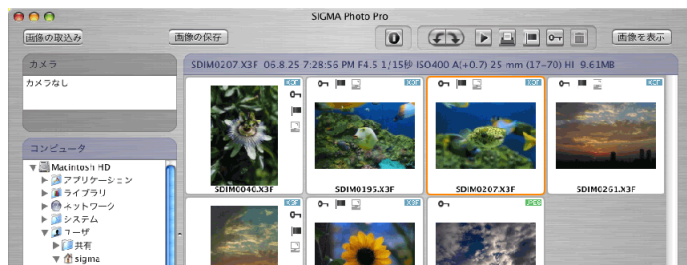 SIGMA Photo Pro
画像の取込み
画像の保存
画像を表示
カメラ
SDIM0207.X3F 06.8.25 7:28:56 PM F4.5 1/15秒 ISO400 A(+0.7) 25 mm (17-70) HI 9.61MB
カメラなし
X3F
X3F
X3F
X3F
コンピュータ
Macintosh HD
アプリケーション
SDIM0040.X3F
SDIM0195.X3F
SDIM0207.X3F
SDIM0261.X3F
ライブラリ
ネットワーク
システム
ユーザ
共有
sigma
X3F
X3F
JPEG